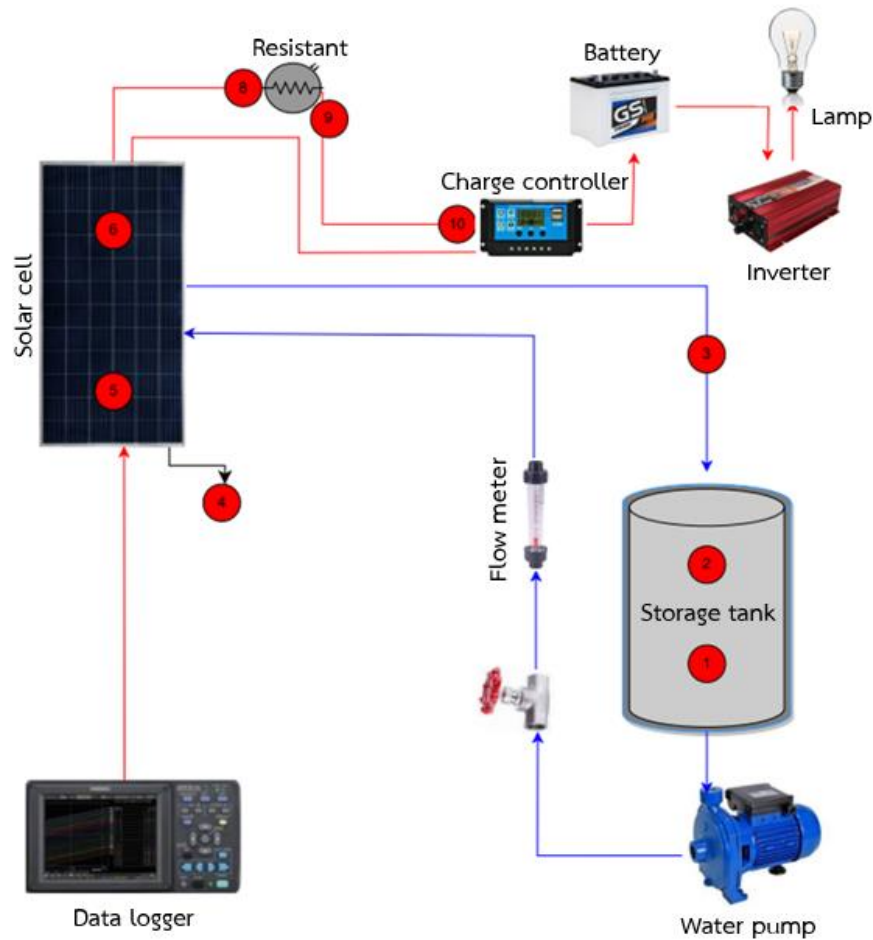 Resistant
Battery
Lamp
8
9
Charge controller
GS
10
Inverter
6
Solar cell
5
3
4
Flow meter
2
Storage tank
1
Data logger
Water pump